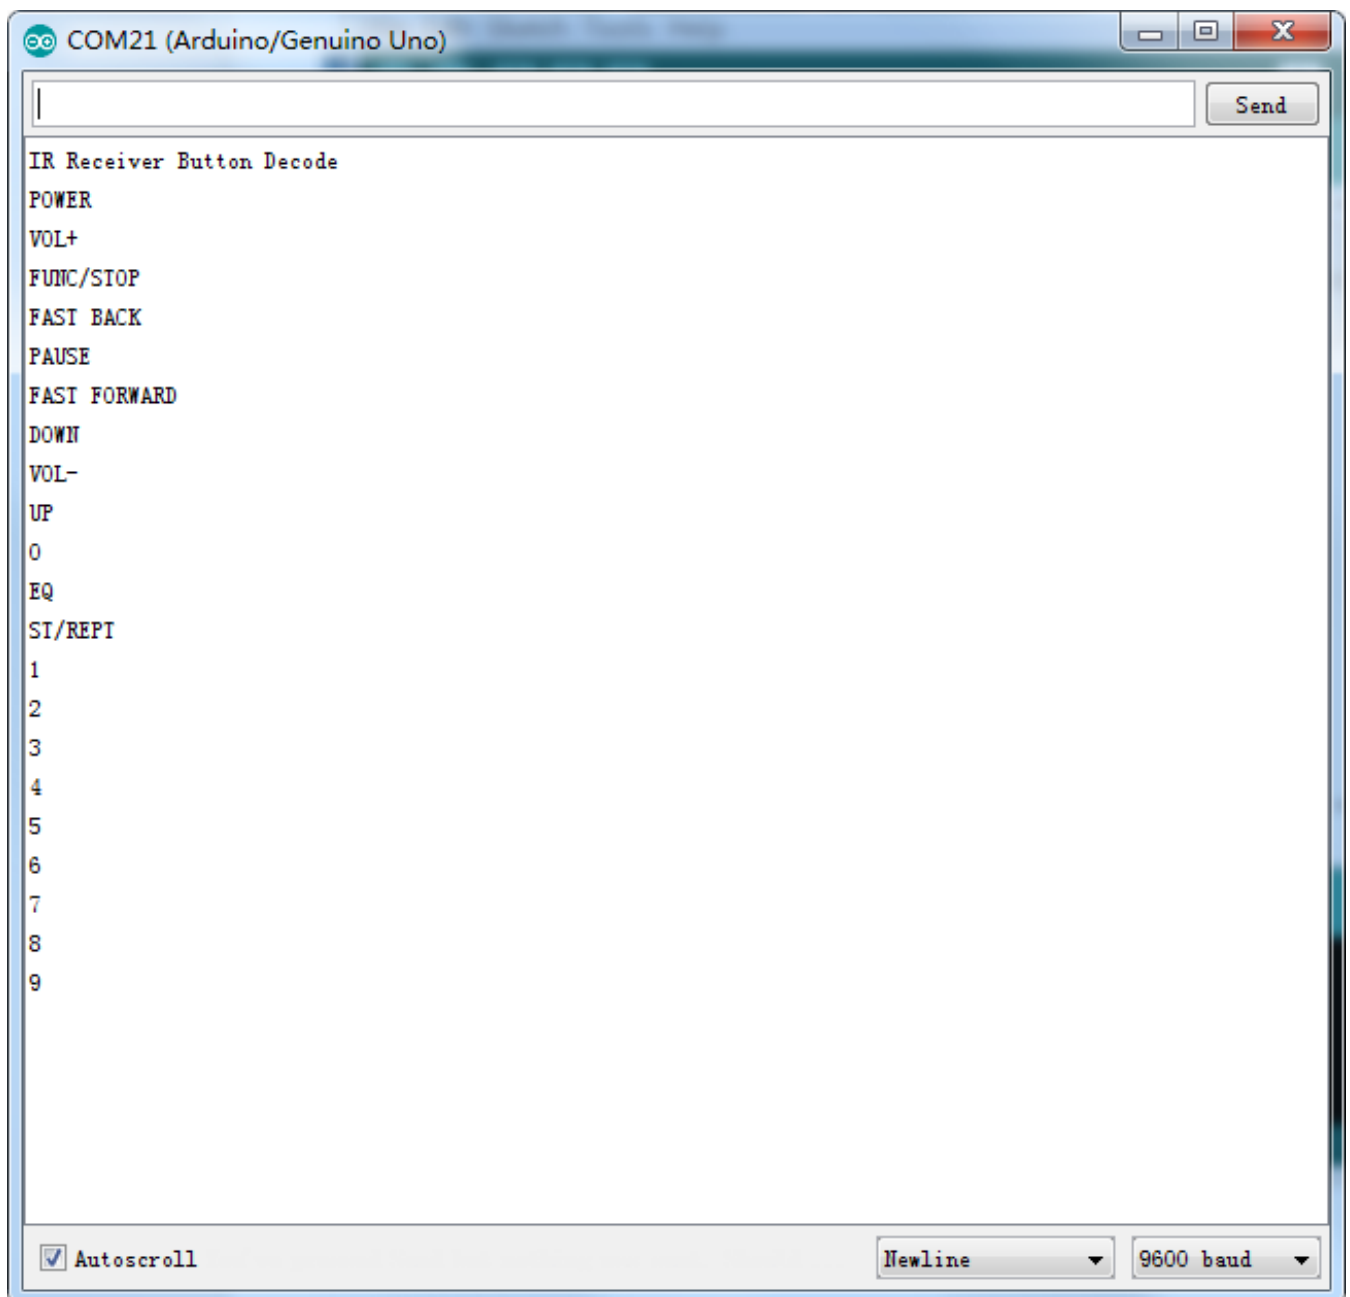 COM21 (Arduino/Genuino Uno)
Send
IR Receiver Button Decode
POWER
VOL+
FUNC/STOP
FAST BACK
PAUSE
FAST FORWARD
DOWN
VOL-
UP
0
EQ
ST/REPT
1
2
3
4
5
6
7
8
9
Autoscroll
Newline
9600 baud